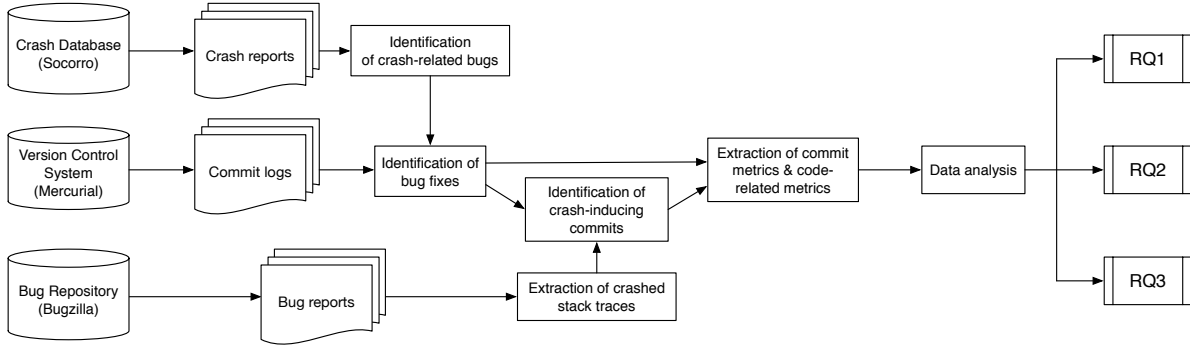 Crash Database
(Socorro)
Crash reports
Identification
of crash-related bugs
Version Control
System
(Mercurial)
Commit logs
Identification of
bug fixes
Identification of
crash-inducing
commits
Extraction of commit
metrics & code-
related metrics
Data analysis
RQ1
RQ2
RQ3
Bug Repository
(Bugzilla)
Bug reports
Extraction of crashed
stack traces